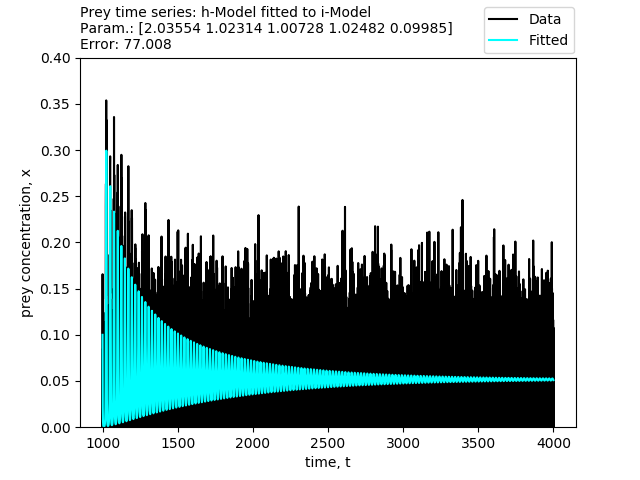 Prey time series: h-Model fitted to i-Model
Param.: [2.03554 1.02314 1.00728 1.02482 0.09985]
Error: 77.008
Data
Fitted
0.40
0.35
0.30
0.25
0.20
0.15
0.10
0.05
0.00
prey concentration, x
1000 1500 2000 2500 3000 3500 4000
time, t